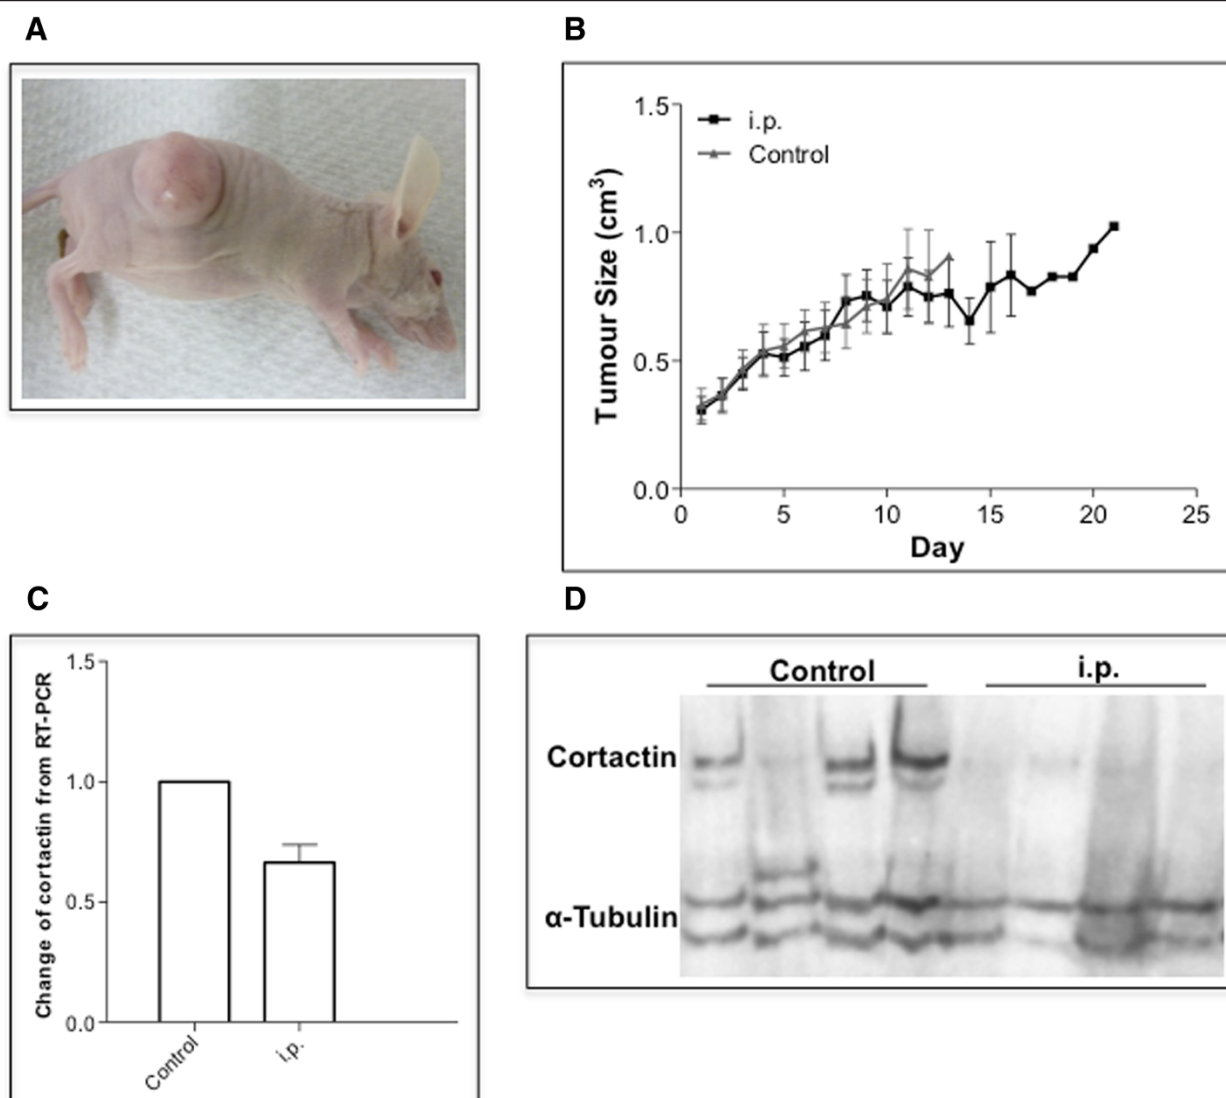 A
B
1.5
i.p.
Control
1.0
0.5
0.0
0
5
10
15
20
25
Tumour Size (cm³)
Day
C
D
1.5
1.0
0.5
0.0
Change of cortactin from RT-PCR
Control
i.p.
Control
i.p.
Cortactin
α-Tubulin